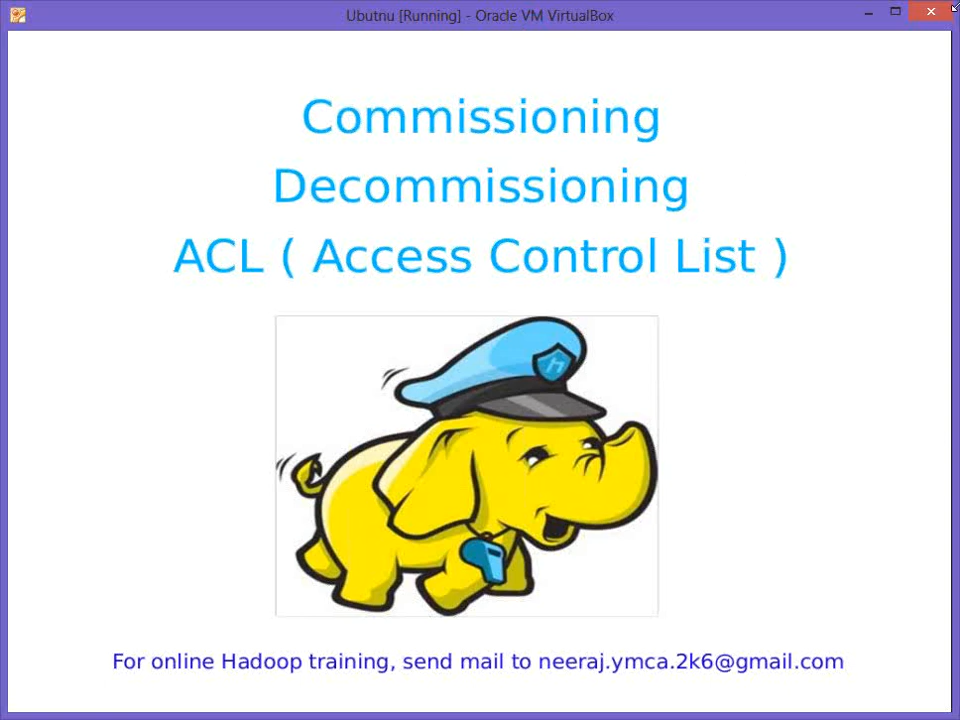 Ubutnu [Running] - Oracle VM VirtualBox
Commissioning
Decommissioning
ACL ( Access Control List )
h
For online Hadoop training, send mail to neeraj.ymca.2k6@gmail.com